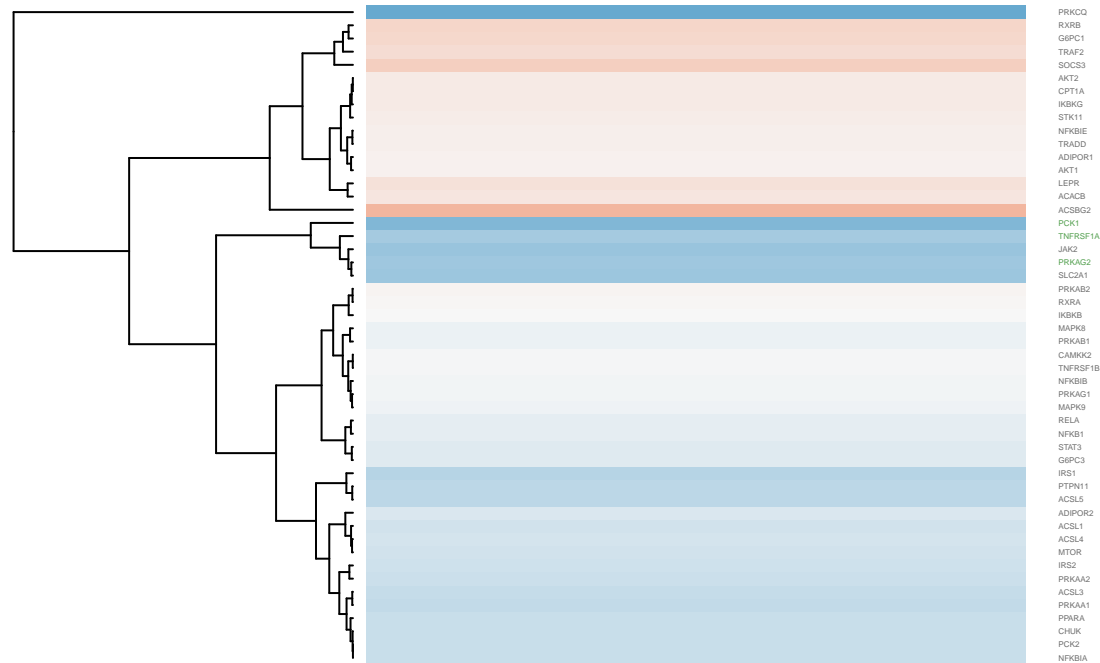 PRKCQ
RXRB
G6PC1
TRAF2
SOCS3
AKT2
CPT1A
IKBKG
STK11
NFKBIE
TRADD
ADIPOR1
AKT1
LEPR
ACACB
ACSBG2
PCK1
TNFRSF1A
JAK2
PRKAG2
SLC2A1
PRKAB2
RXRA
IKBKB
MAPK8
PRKAB1
CAMKK2
TNFRSF1B
NFKBIB
PRKAG1
MAPK9
RELA
NFKB1
STAT3
G6PC3
IRS1
PTPN11
ACSL5
ADIPOR2
ACSL1
ACSL4
MTOR
IRS2
PRKAA2
ACSL3
PRKAA1
PPARA
CHUK
PCK2
NFKBIA